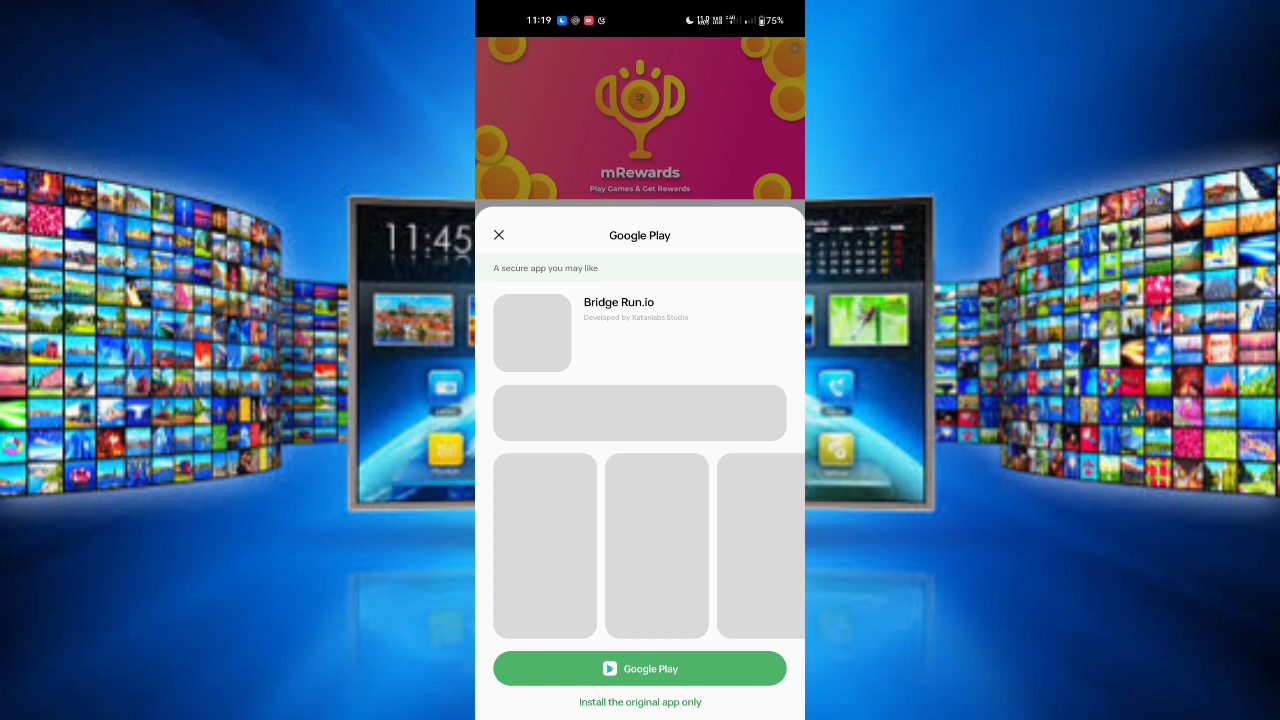 11:19
75%
₹
mRewards
Play Games & Get Rewards
Google Play
A secure app you may like
Bridge Run.io
Developed by Katanlabs Studio
Google Play
Install the original app only
11:45